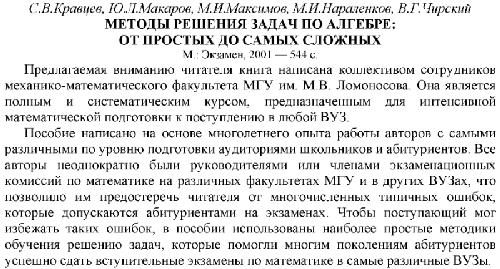 С.В.Кравцев, Ю.Л.Макаров, М.И.Максимов, М.И.Нараленков, В.Г.Чирский
МЕТОДЫ РЕШЕНИЯ ЗАДАЧ ПО АЛГЕБРЕ:
ОТ ПРОСТЫХ ДО САМЫХ СЛОЖНЫХ
М.: Экзамен, 2001 — 544 с.
Предлагаемая вниманию читателя книга написана коллективом сотрудников
механико-математического факультета МГУ им. М.В. Ломоносова. Она является
полным и систематическим курсом, предназначенным для интенсивной
математической подготовки к поступлению в любой ВУЗ.
Пособие написано на основе многолетнего опыта работы авторов с самыми
различными по уровню подготовки аудиториями школьников и абитуриентов. Все
авторы неоднократно были руководителями или членами экзаменационных
комиссий по математике на различных факультетах МГУ и в других ВУЗах, что
позволило им предостеречь читателя от многочисленных типичных ошибок,
которые допускаются абитуриентами на экзаменах. Чтобы поступающий мог
избежать таких ошибок, в пособии использованы наиболее простые методики
обучения решению задач, которые помогли многим поколениям абитуриентов
успешно сдать вступительные экзамены по математике в самые различные ВУЗы.